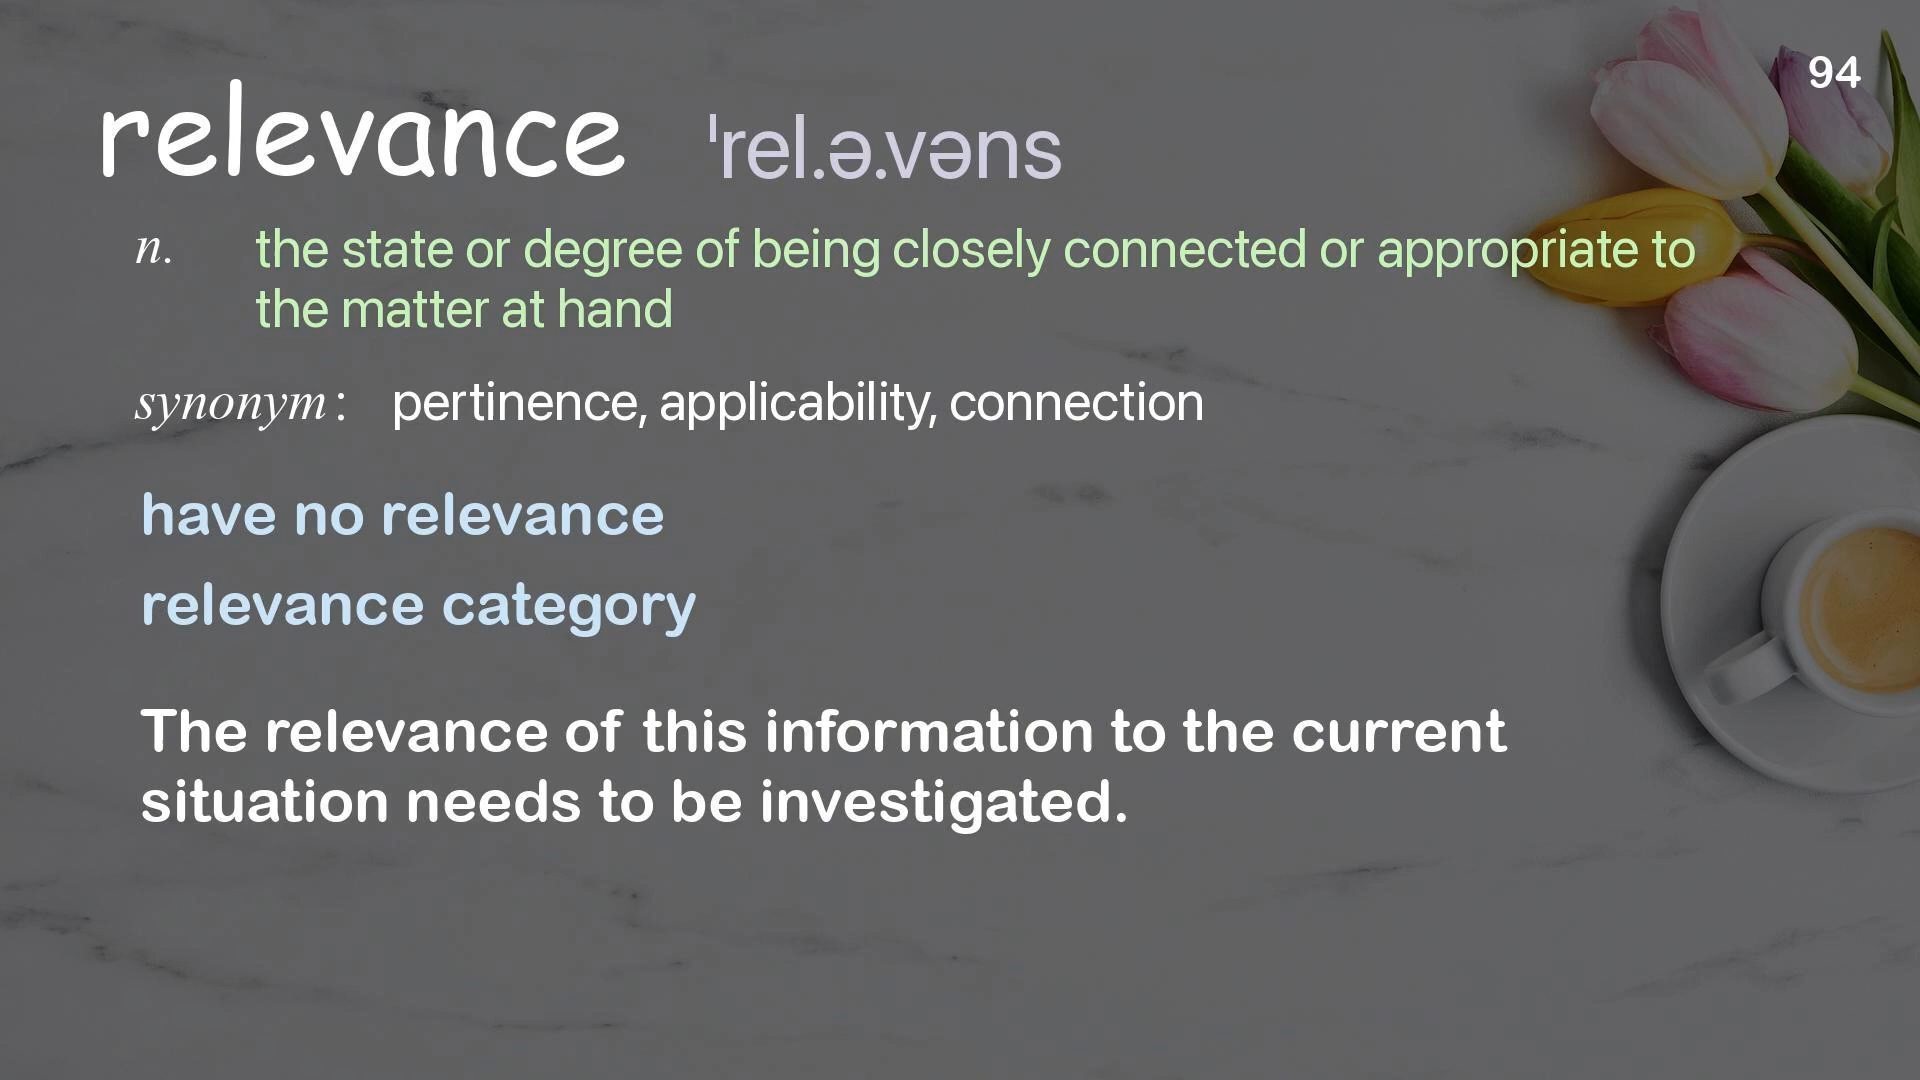 94
relevance ˈrel.ə.vəns
n. the state or degree of being closely connected or appropriate to
the matter at hand
synonym: pertinence, applicability, connection
have no relevance
relevance category
The relevance of this information to the current
situation needs to be investigated.